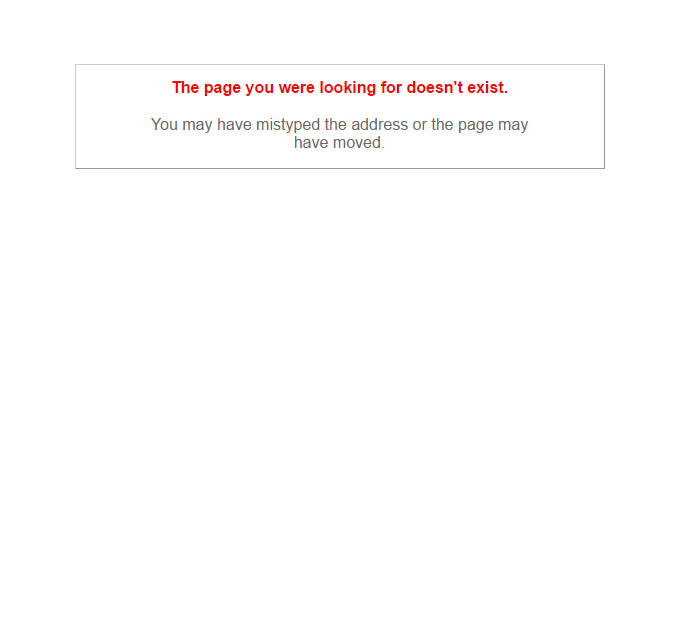 The page you were looking for doesn't exist.
You may have mistyped the address or the page may
have moved.